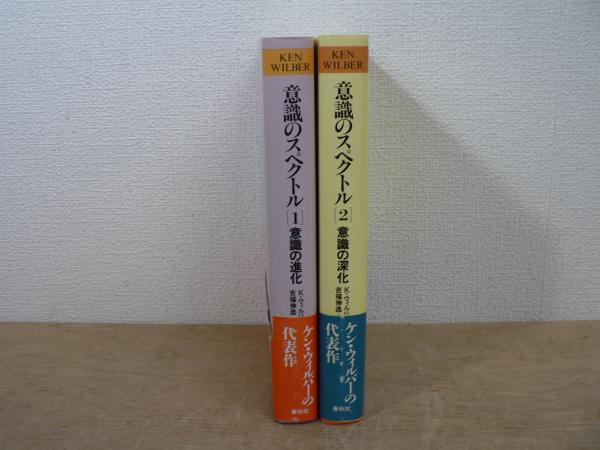 KEN
WILBER
意識のスペクトル[1]
意識の進化
K・ウィルバ
吉福伸逸
ケン・ウィルバーの
代表作
春秋社
KEN
WILBER
意識のスペクトル[2]
意識の深化
K・ウィルバ
吉福伸逸
ケン・ウィルバーの
代表作
春秋社